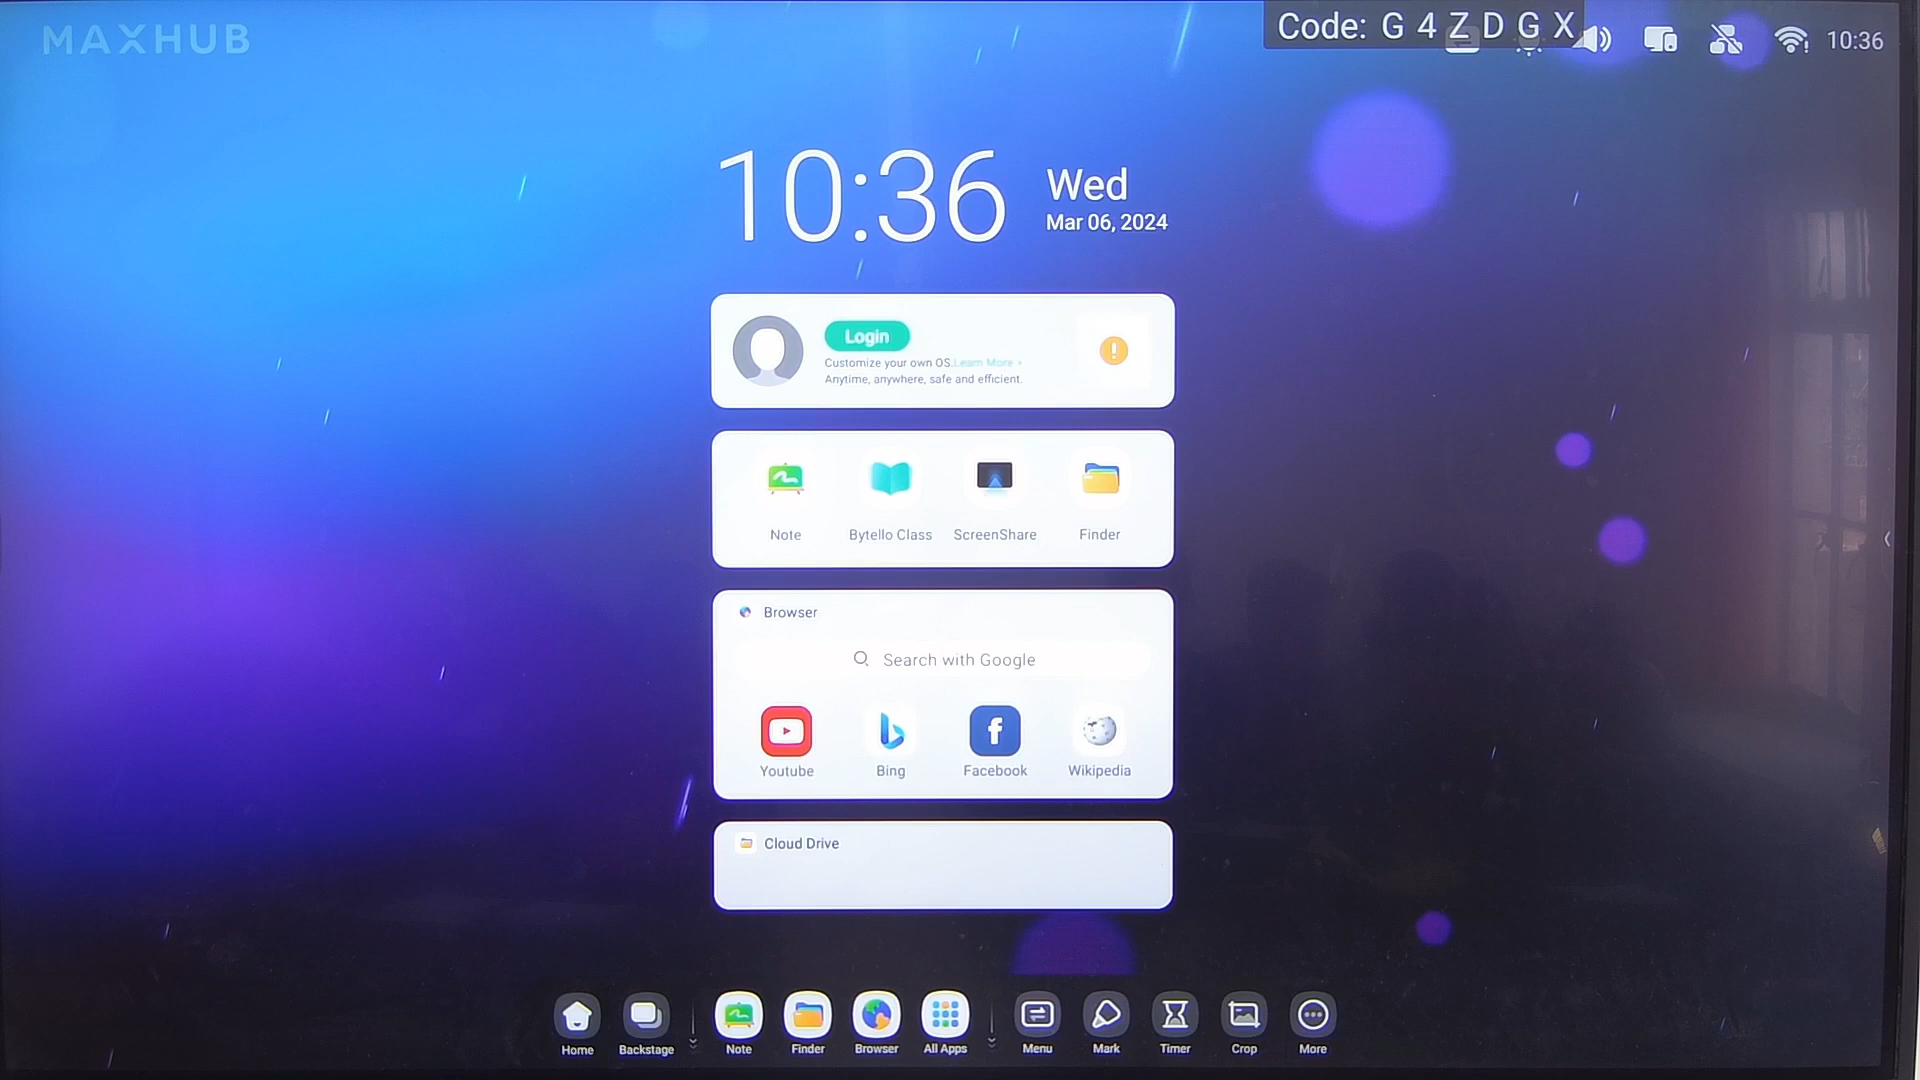 MAXHUB
Code: G 4 Z D G X
10:36
10:36
Wed
Mar 06, 2024
Login
Customize your own OS. Learn More >
Anytime, anywhere, safe and efficient.
Note
Bytello Class
ScreenShare
Finder
Browser
Search with Google
Youtube
Bing
Facebook
Wikipedia
Cloud Drive
Home
Backstage
Note
Finder
Browser
All Apps
Menu
Mark
Timer
Crop
More